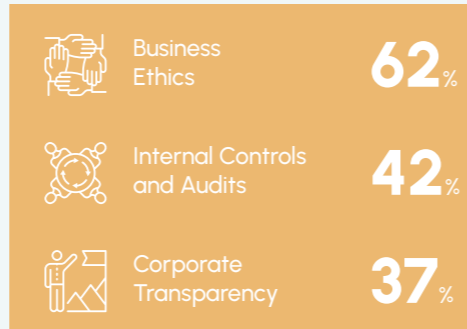 Business
Ethics
62%
Internal Controls
and Audits
42%
Corporate
Transparency
37%